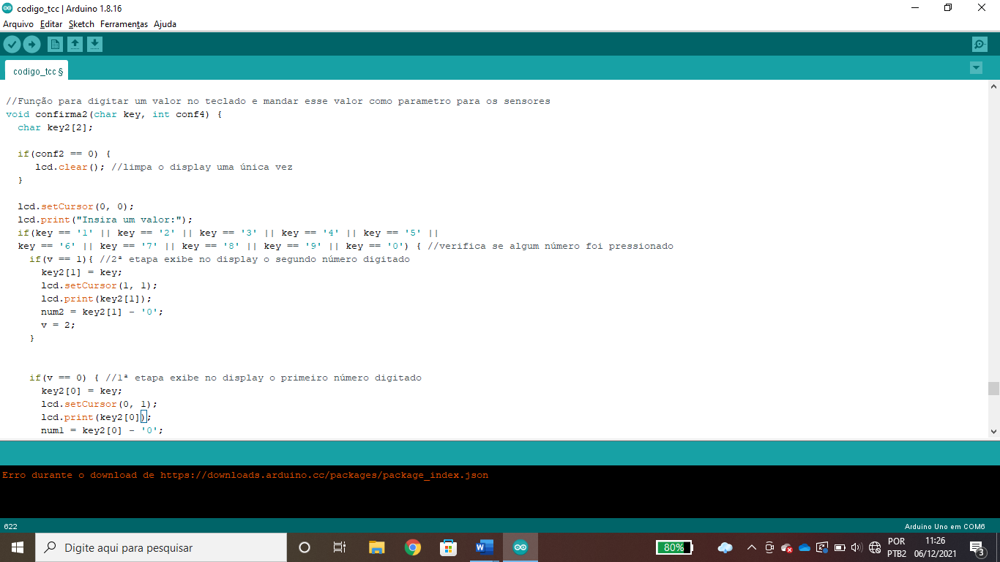 codigo_tcc | Arduino 1.8.16
Arquivo Editar Sketch Ferramentas Ajuda
codigo_tcc §
//Função para digitar um valor no teclado e mandar esse valor como parametro para os sensores
void confirma2(char key, int conf4) {
char key2[2];
if(conf2 == 0) {
lcd.clear(); //limpa o display uma única vez
}
lcd.setCursor(0, 0);
lcd.print("Insira um valor:");
if(key == '1' || key == '2' || key == '3' || key == '4' || key == '5' ||
key == '6' || key == '7' || key == '8' || key == '9' || key == '0') { //verifica se algum número foi pressionado
if(v == 1){ //2ª etapa exibe no display o segundo número digitado
key2[1] = key;
lcd.setCursor(1, 1);
lcd.print(key2[1]);
num2 = key2[1] - '0';
v = 2;
}
if(v == 0) { //1ª etapa exibe no display o primeiro número digitado
key2[0] = key;
lcd.setCursor(0, 1);
lcd.print(key2[0]);
num1 = key2[0] - '0';
Erro durante o download de https://downloads.arduino.cc/packages/package_index.json
622
Arduino Uno em COM6
Digite aqui para pesquisar
80%
POR
PTB2
11:26
06/12/2021
3